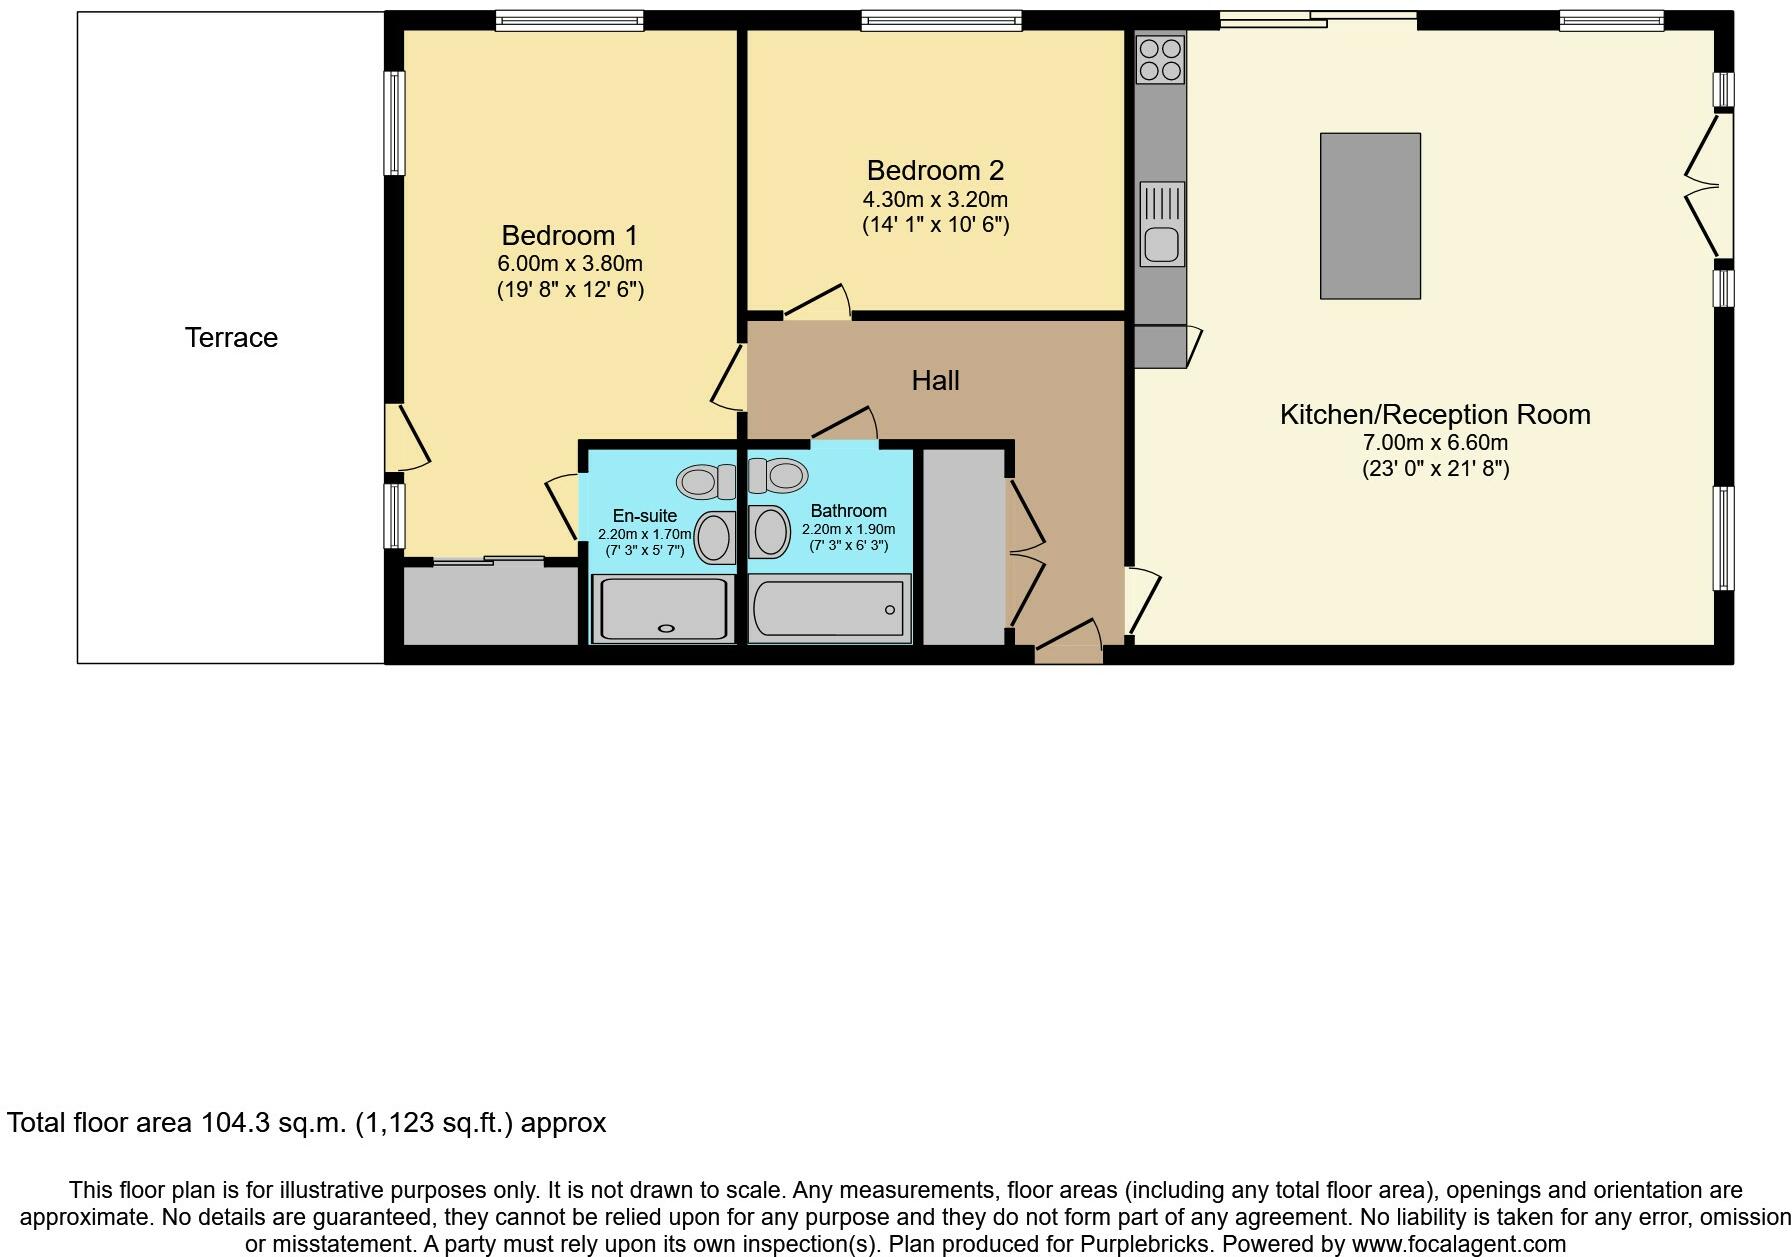 Bedroom 2
4.30m x 3.20m
(14' 1" x 10' 6")
Bedroom 1
6.00m x 3.80m
(19' 8" x 12' 6")
Terrace
Hall
Kitchen/Reception Room
7.00m x 6.60m
(23' 0" x 21' 8")
En-suite
2.20m x 1.70m
(7' 3" x 5' 7")
Bathroom
2.20m x 1.90m
(7' 3" x 6' 3")
Total floor area 104.3 sq.m. (1,123 sq.ft.) approx
This floor plan is for illustrative purposes only. It is not drawn to scale. Any measurements, floor areas (including any total floor area), openings and orientation are
approximate. No details are guaranteed, they cannot be relied upon for any purpose and they do not form part of any agreement. No liability is taken for any error, omission
or misstatement. A party must rely upon its own inspection(s). Plan produced for Purplebricks. Powered by www.focalagent.com